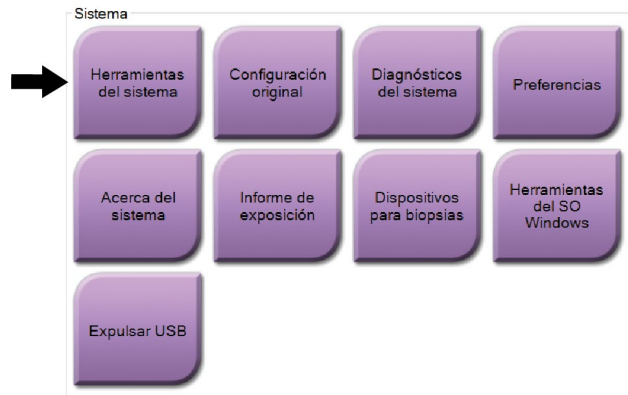 Sistema
Herramientas
del sistema
Configuración
original
Diagnósticos
del sistema
Preferencias
Acerca del
sistema
Informe de
exposición
Dispositivos
para biopsias
Herramientas
del SO
Windows
Expulsar USB